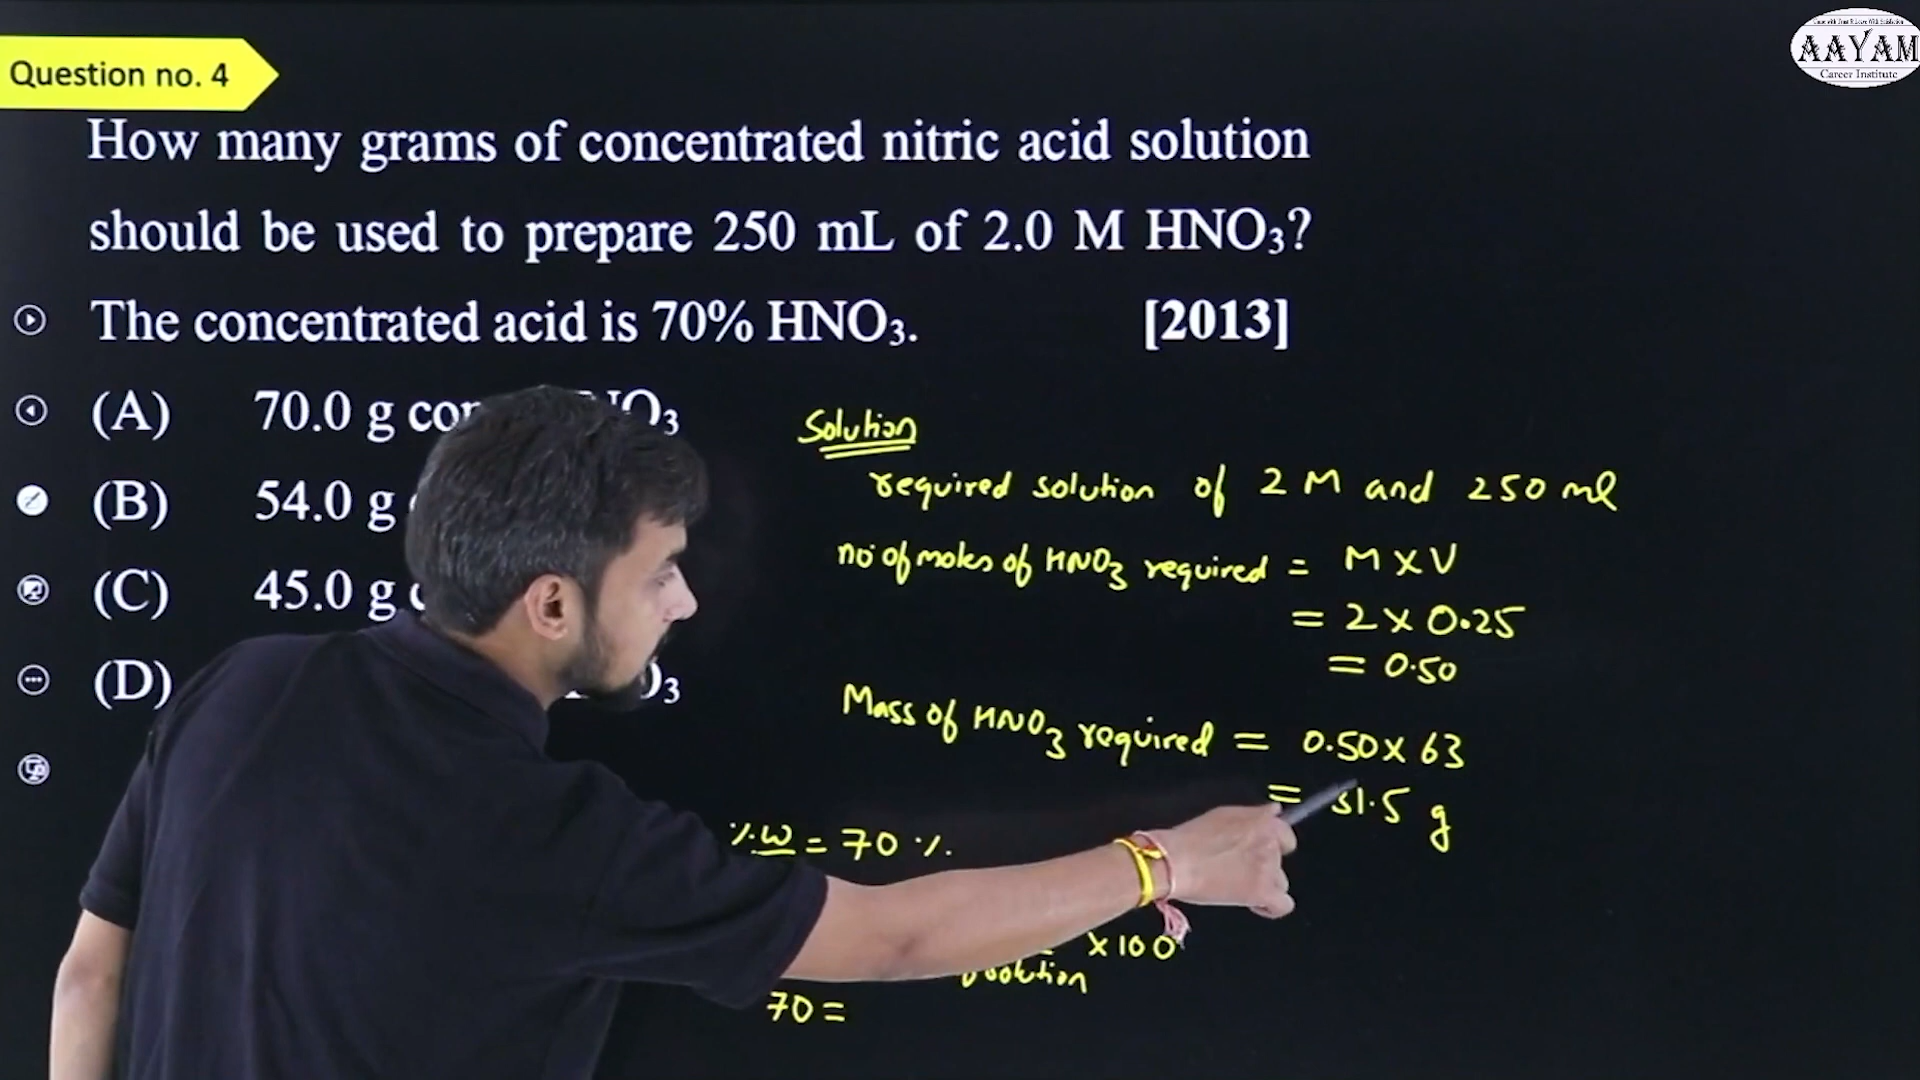 Question no. 4
AAYAM
Career Institute
How many grams of concentrated nitric acid solution
should be used to prepare 250 mL of 2.0 M HNO₃?
The concentrated acid is 70% HNO₃. [2013]
(A) 70.0 g
(B) 54.0 g
(C) 45.0 g
(D)
Solution
required solution of 2 M and 250 ml
no of moles of HNO₃ required = M x V
= 2 x 0.25
= 0.50
Mass of HNO₃ required = 0.50 x 63
= 31.5 g
%w = 70 %.
x 100
solution
70 =